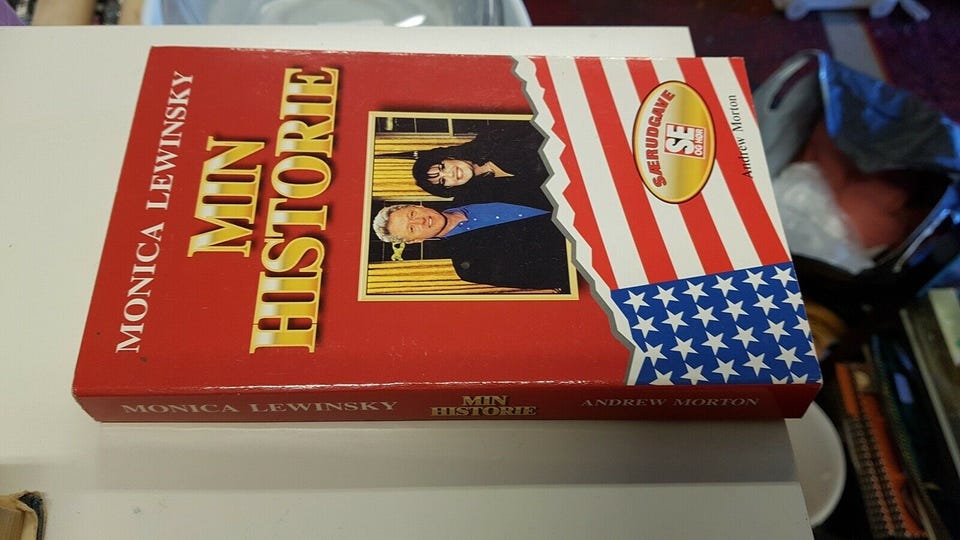 MONICA LEWINSKY
MIN
HISTORIE
SÆRUDGAVE
SE
OG HØR
Andrew Morton
MONICA LEWINSKY
MIN
HISTORIE
ANDREW MORTON